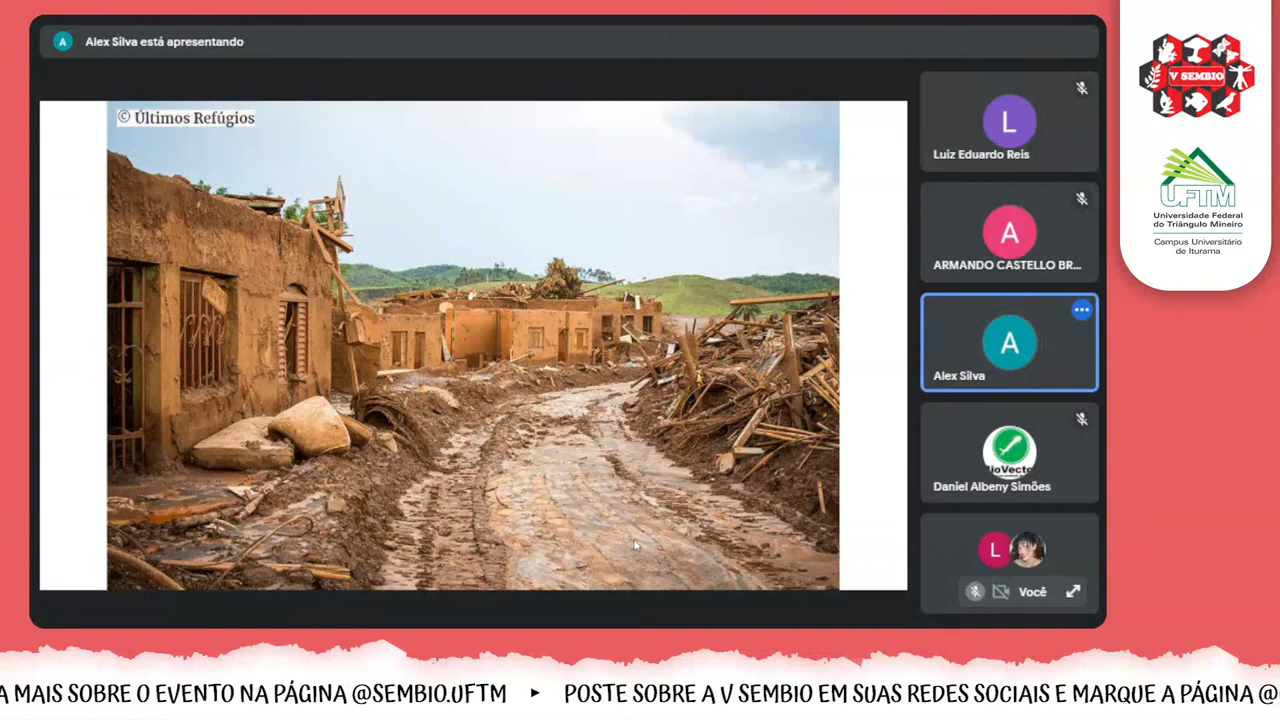 A
Alex Silva está apresentando
© Últimos Refúgios
L
Luiz Eduardo Reis
A
ARMANDO CASTELLO BR...
A
Alex Silva
Daniel Albeny Simões
L
Você
V SEMBIO
UFTM
Universidade Federal
do Triângulo Mineiro
Campus Universitário
de Iturama
A MAIS SOBRE O EVENTO NA PÁGINA @SEMBIO.UFTM ‣ POSTE SOBRE A V SEMBIO EM SUAS REDES SOCIAIS E MARQUE A PÁGINA @